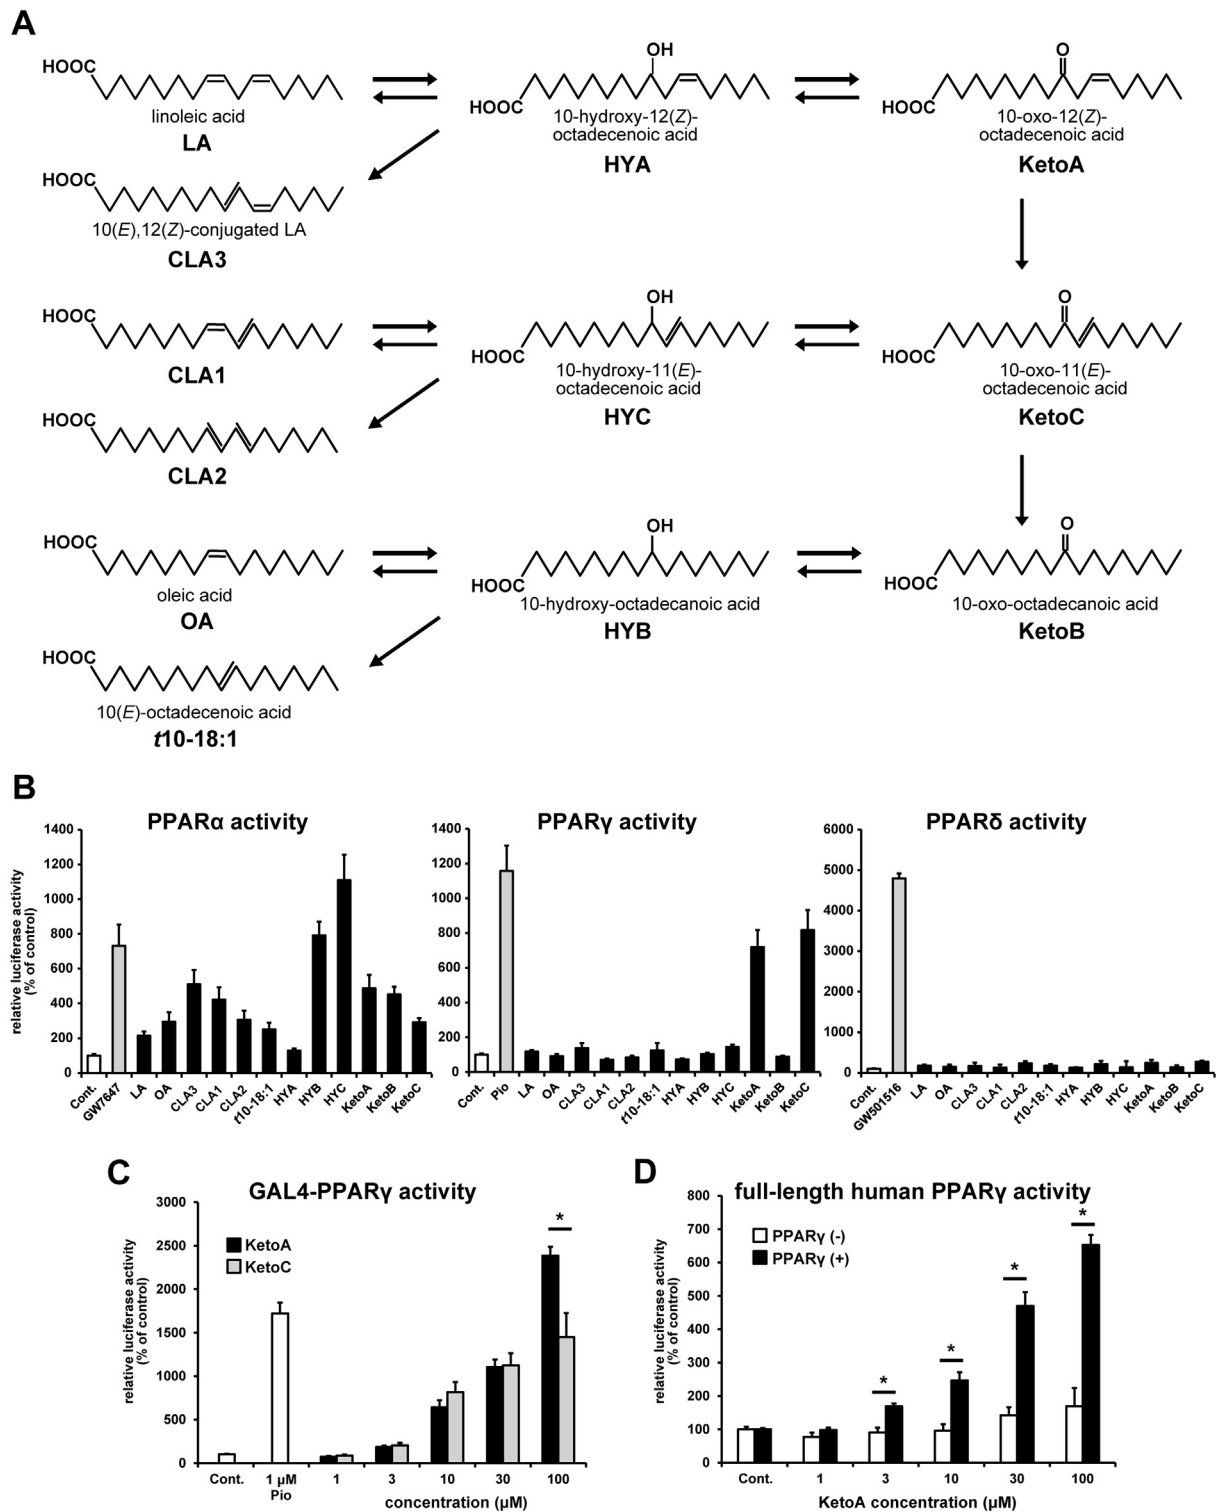 A
HOOC
linoleic acid
LA
OH
HOOC
10-hydroxy-12(Z)-
octadecenoic acid
HYA
O
HOOC
10-oxo-12(Z)-
octadecenoic acid
KetoA
HOOC
10(E),12(Z)-conjugated LA
CLA3
HOOC
CLA1
OH
HOOC
10-hydroxy-11(E)-
octadecenoic acid
HYC
O
HOOC
10-oxo-11(E)-
octadecenoic acid
KetoC
HOOC
CLA2
HOOC
oleic acid
OA
OH
HOOC
10-hydroxy-octadecanoic acid
HYB
O
HOOC
10-oxo-octadecanoic acid
KetoB
HOOC
10(E)-octadecenoic acid
t10-18:1
B
PPARα activity
relative luciferase activity
(% of control)
1400
1200
1000
800
600
400
200
0
Cont.
GW7647
LA
OA
CLA3
CLA1
CLA2
t10-18:1
HYA
HYB
HYC
KetoA
KetoB
KetoC
PPARγ activity
1400
1200
1000
800
600
400
200
0
Cont.
Pio
LA
OA
CLA3
CLA1
CLA2
t10-18:1
HYA
HYB
HYC
KetoA
KetoB
KetoC
PPARδ activity
6000
5000
4000
3000
2000
1000
0
Cont.
GW501516
LA
OA
CLA3
CLA1
CLA2
t10-18:1
HYA
HYB
HYC
KetoA
KetoB
KetoC
C
GAL4-PPARγ activity
relative luciferase activity
(% of control)
3000
2500
2000
1500
1000
500
0
KetoA
KetoC
*
Cont.
1 µM
Pio
1
3
10
30
100
concentration (µM)
D
full-length human PPARγ activity
relative luciferase activity
(% of control)
800
700
600
500
400
300
200
100
0
PPARγ (-)
PPARγ (+)
*
*
*
*
Cont.
1
3
10
30
100
KetoA concentration (µM)